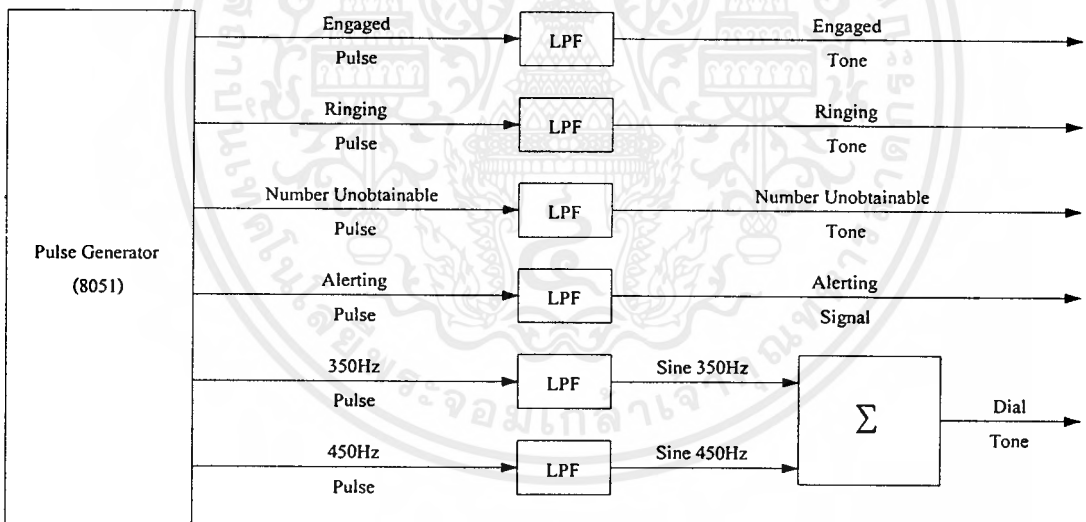 Engaged
Pulse
LPF
Engaged
Tone
Ringing
Pulse
LPF
Ringing
Tone
Number Unobtainable
Pulse
LPF
Number Unobtainable
Tone
Pulse Generator
(8051)
Alerting
Pulse
LPF
Alerting
Signal
350Hz
Pulse
LPF
Sine 350Hz
450Hz
Pulse
LPF
Sine 450Hz
Σ
Dial
Tone